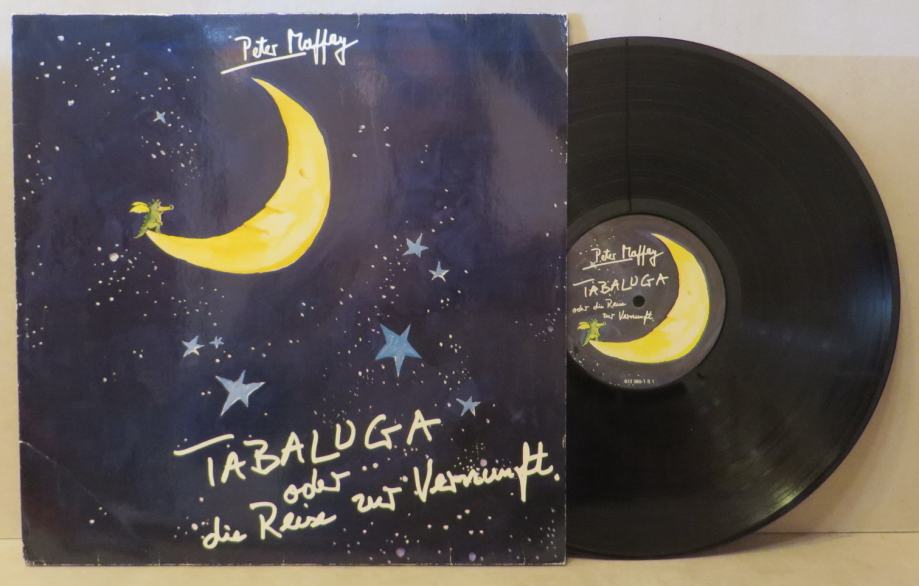 Peter Maffay
TABALUGA
oder
die Reise zur Vernunft.
Peter Maffay
TABALUGA
oder die Reise
zur Vernunft.